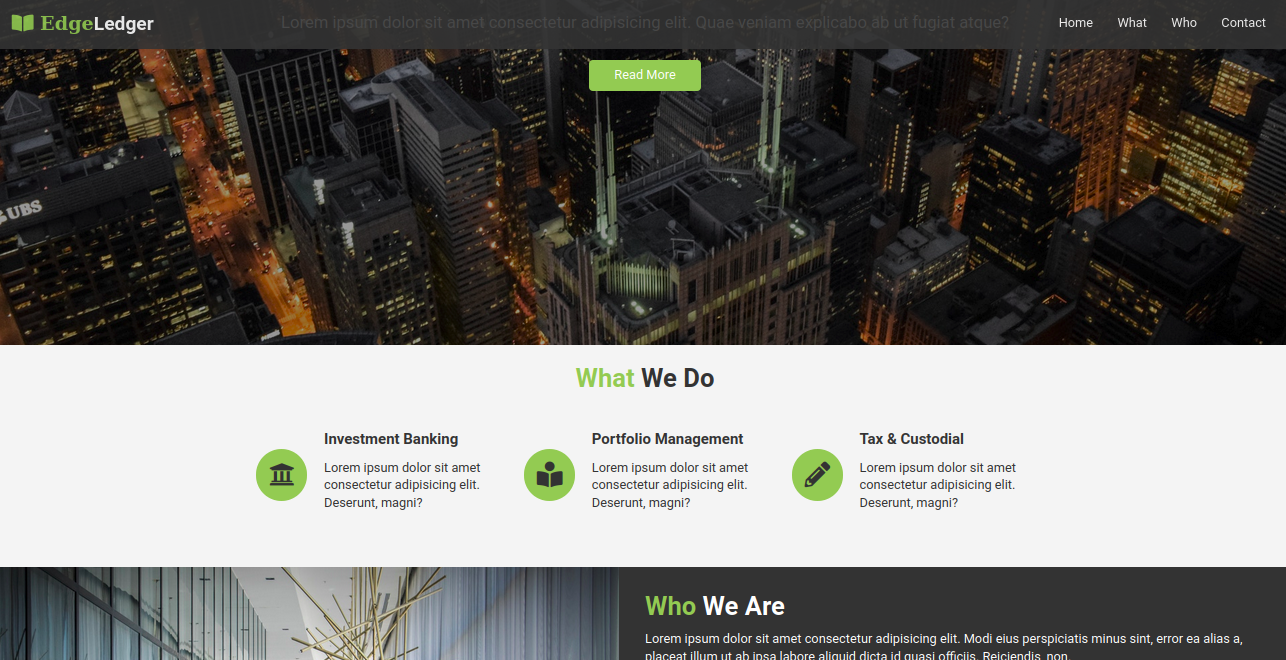 EdgeLedger
Lorem ipsum dolor sit amet consectetur adipisicing elit. Quae veniam explicabo ab ut fugiat atque?
Home What Who Contact
Read More
UBS
What We Do
Investment Banking
Lorem ipsum dolor sit amet
consectetur adipisicing elit.
Deserunt, magni?
Portfolio Management
Lorem ipsum dolor sit amet
consectetur adipisicing elit.
Deserunt, magni?
Tax & Custodial
Lorem ipsum dolor sit amet
consectetur adipisicing elit.
Deserunt, magni?
Who We Are
Lorem ipsum dolor sit amet consectetur adipisicing elit. Modi eius perspiciatis minus sint, error ea alias a,
placeat illum ut ab ipsa labore aliquid dicta id quasi officiis. Reiciendis, non.